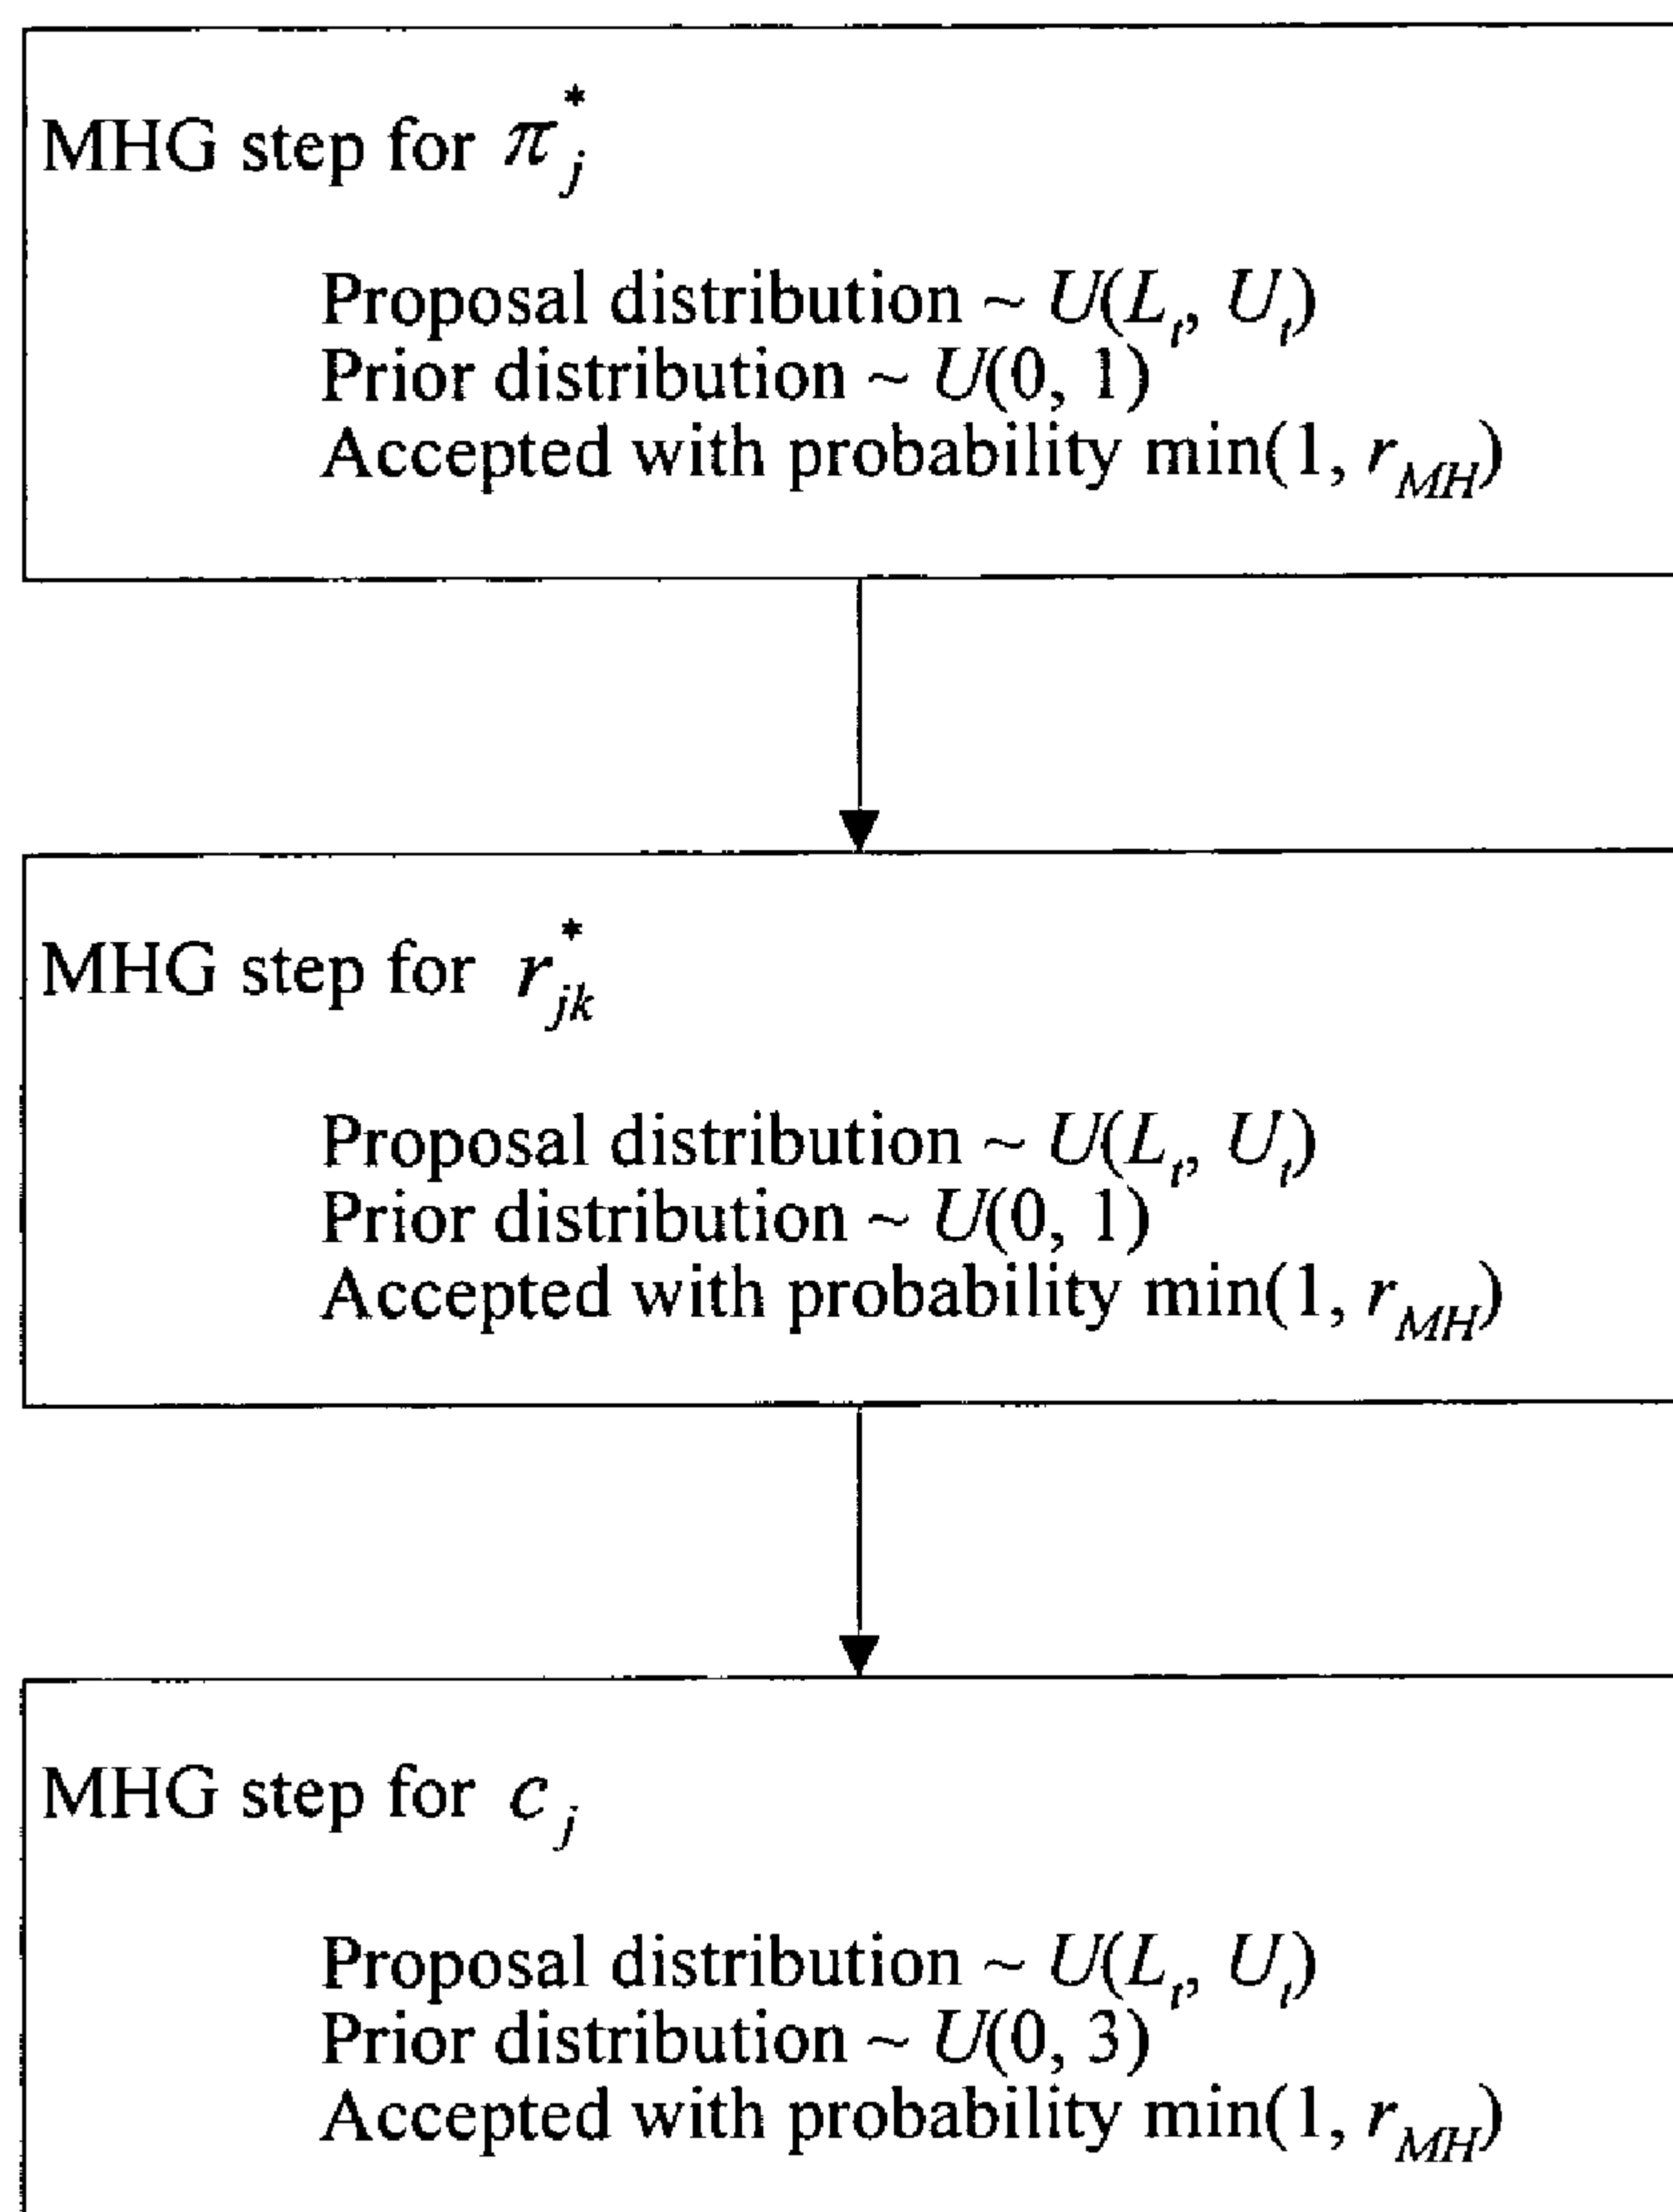 MHG step for π*j
Proposal distribution ~ U(Lt, Ut)
Prior distribution ~ U(0, 1)
Accepted with probability min(1, rMH)
MHG step for r*jk
Proposal distribution ~ U(Lt, Ut)
Prior distribution ~ U(0, 1)
Accepted with probability min(1, rMH)
MHG step for cj
Proposal distribution ~ U(Lt, Ut)
Prior distribution ~ U(0, 3)
Accepted with probability min(1, rMH)